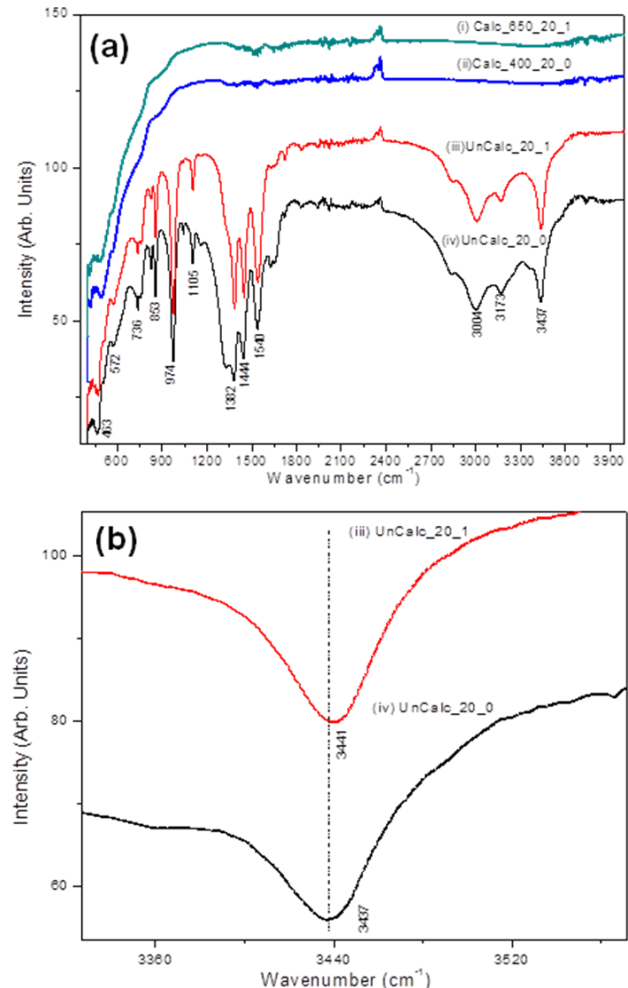 150
(a)
(i) Calc_650_20_1
(ii)Calc_400_20_0
100
(iii)UnCalc_20_1
(iv)UnCalc_20_0
50
463
572
736
853
974
1105
1382
1444
1540
3004
3173
3437
Intensity (Arb. Units)
600 900 1200 1500 1800 2100 2400 2700 3000 3300 3600 3900
Wavenumber (cm⁻¹)
(b)
(iii) UnCalc_20_1
100
(iv) UnCalc_20_0
80
3441
60
3437
Intensity (Arb. Units)
3360 3440 3520
Wavenumber (cm⁻¹)